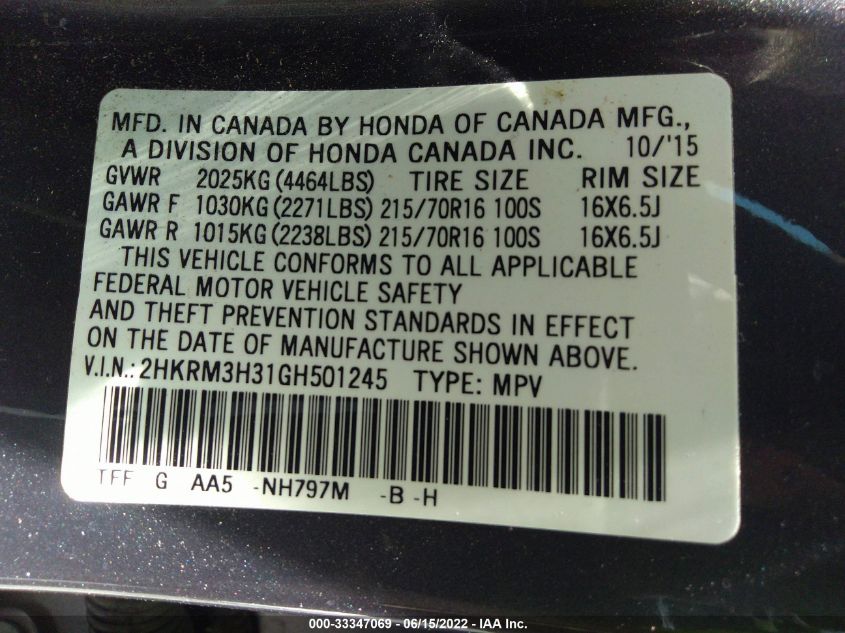 MFD. IN CANADA BY HONDA OF CANADA MFG.,
A DIVISION OF HONDA CANADA INC. 10/'15
GVWR 2025KG (4464LBS) TIRE SIZE RIM SIZE
GAWR F 1030KG (2271LBS) 215/70R16 100S 16X6.5J
GAWR R 1015KG (2238LBS) 215/70R16 100S 16X6.5J
THIS VEHICLE CONFORMS TO ALL APPLICABLE
FEDERAL MOTOR VEHICLE SAFETY
AND THEFT PREVENTION STANDARDS IN EFFECT
ON THE DATE OF MANUFACTURE SHOWN ABOVE.
V.I.N.: 2HKRM3H31GH501245 TYPE: MPV
TFF G AA5 -NH797M -B -H
000-33347069 - 06/15/2022 - IAA Inc.